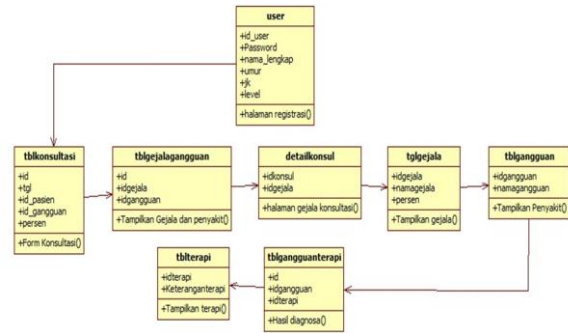 user
+id_user
+Password
+nama_lengkap
+umur
+jk
+level
+halaman registrasi()
tblkonsultasi
+id
+tgl
+id_pasien
+id_gangguan
+persen
+Form Konsultasi()
tblgejalagangguan
+id
+idgejala
+idgangguan
+Tampilkan Gejala dan penyakit()
detailkonsul
+idkonsul
+idgejala
+halaman gejala konsultasi()
tglgejala
+idgejala
+namagejala
+persen
+Tampilkan gejala()
tblgangguan
+idgangguan
+namagangguan
+Tampilkan Penyakit()
tblterapi
+idterapi
+Keteranganterapi
+Tampilkan terapi()
tblgangguanterapi
+id
+idgangguan
+idterapi
+Hasil diagnosa()